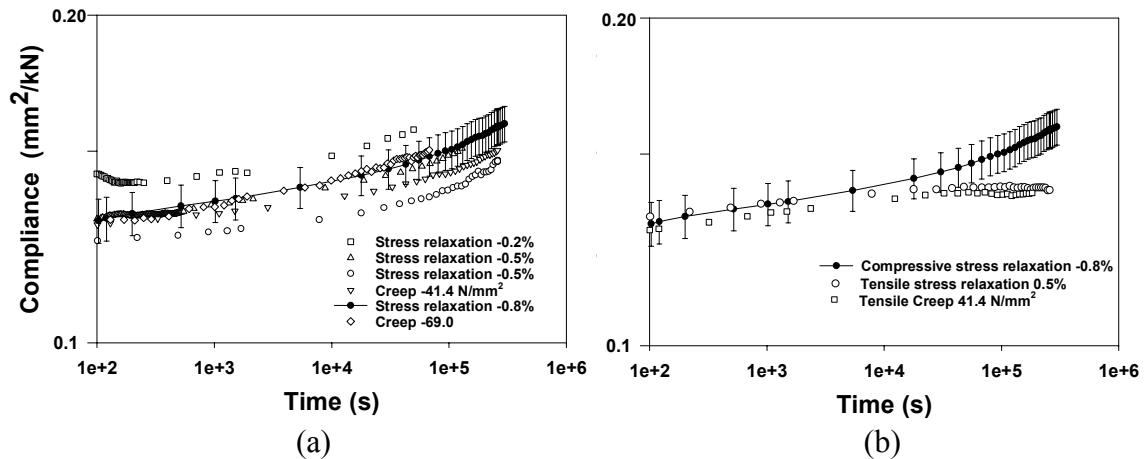 Compliance (mm²/kN)
0.20
0.1
1e+2 1e+3 1e+4 1e+5 1e+6
Time (s)
Stress relaxation -0.2%
Stress relaxation -0.5%
Stress relaxation -0.5%
Creep -41.4 N/mm²
Stress relaxation -0.8%
Creep -69.0
(a)
0.20
0.1
1e+2 1e+3 1e+4 1e+5 1e+6
Time (s)
Compressive stress relaxation -0.8%
Tensile stress relaxation 0.5%
Tensile Creep 41.4 N/mm²
(b)